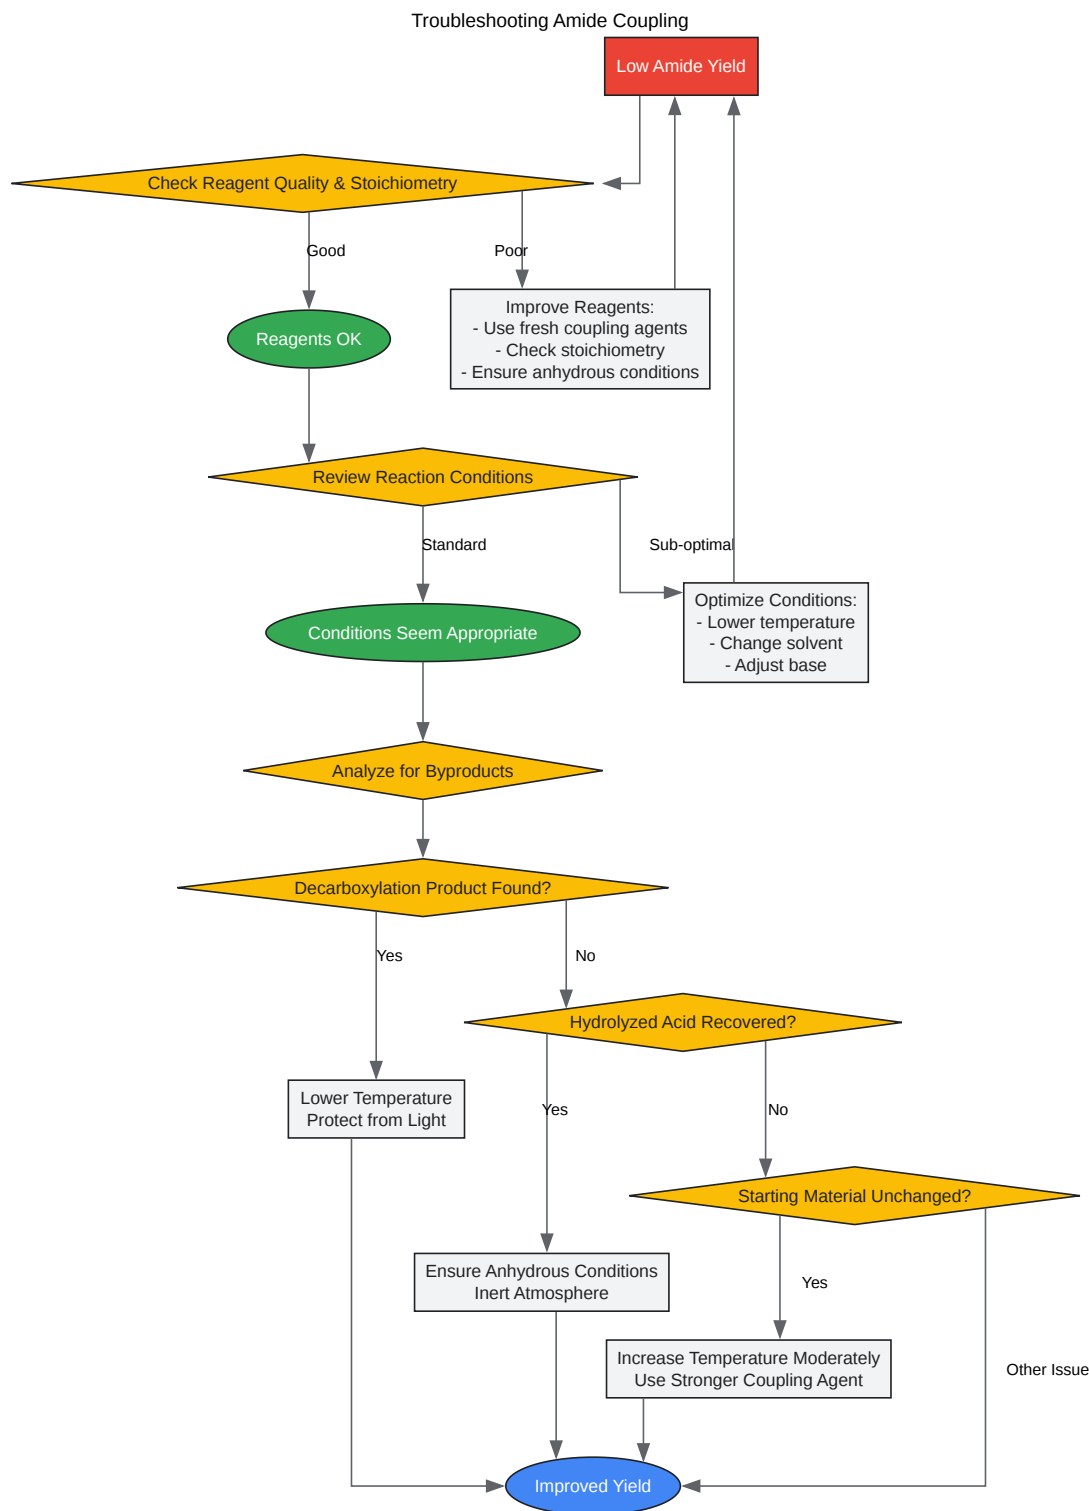 Troubleshooting Amide Coupling
Low Amide Yield
Check Reagent Quality & Stoichiometry
Good
Poor
Improve Reagents:
- Use fresh coupling agents
- Check stoichiometry
- Ensure anhydrous conditions
Reagents OK
Review Reaction Conditions
Standard
Sub-optimal
Optimize Conditions:
- Lower temperature
- Change solvent
- Adjust base
Conditions Seem Appropriate
Analyze for Byproducts
Decarboxylation Product Found?
Yes
No
Hydrolyzed Acid Recovered?
Lower Temperature
Protect from Light
Yes
No
Starting Material Unchanged?
Ensure Anhydrous Conditions
Inert Atmosphere
Yes
Increase Temperature Moderately
Use Stronger Coupling Agent
Other Issue
Improved Yield